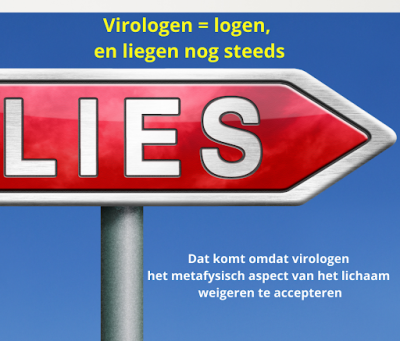 Virologen = logen,
en liegen nog steeds
LIES
Dat komt omdat virologen
het metafysisch aspect van het lichaam
weigeren te accepteren